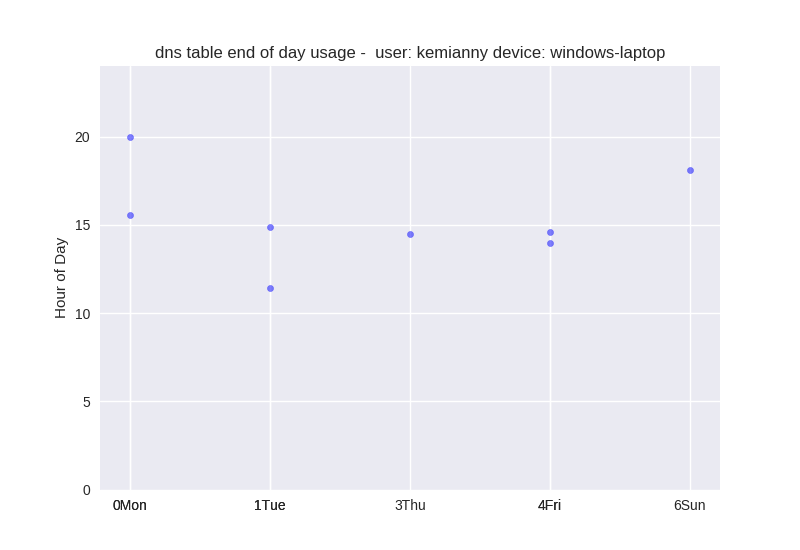 dns table end of day usage -  user: kemianny device: windows-laptop
Hour of Day
20
15
10
5
0
0Mon 1Tue 3Thu 4Fri 6Sun